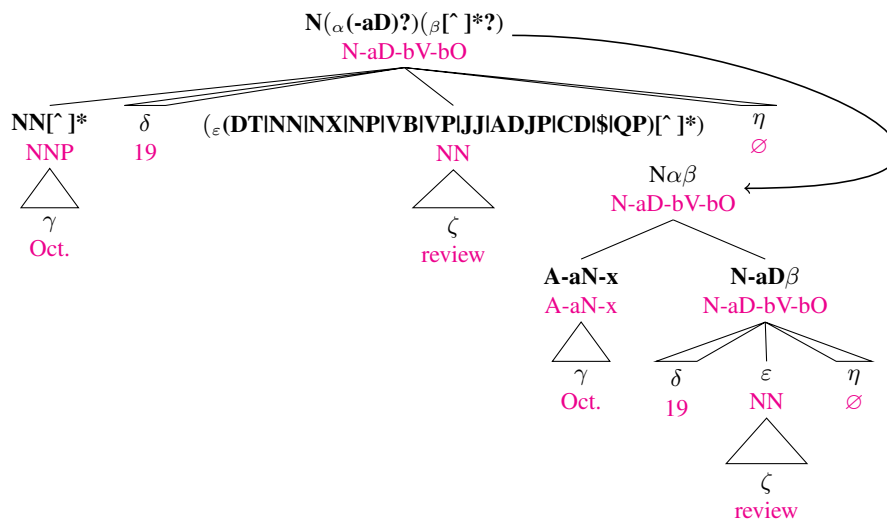 N(α(-aD)?)(β[ˆ ]*?)
N-aD-bV-bO
NN[ˆ ]* δ (ε(DT|NN|NX|NP|VB|VP|JJ|ADJP|CD|$|QP)[ˆ ]*) η
NNP 19 NN ∅
γ ζ
Oct. review
Nαβ
N-aD-bV-bO
A-aN-x N-aDβ
A-aN-x N-aD-bV-bO
γ δ ε η
Oct. 19 NN ∅
ζ
review